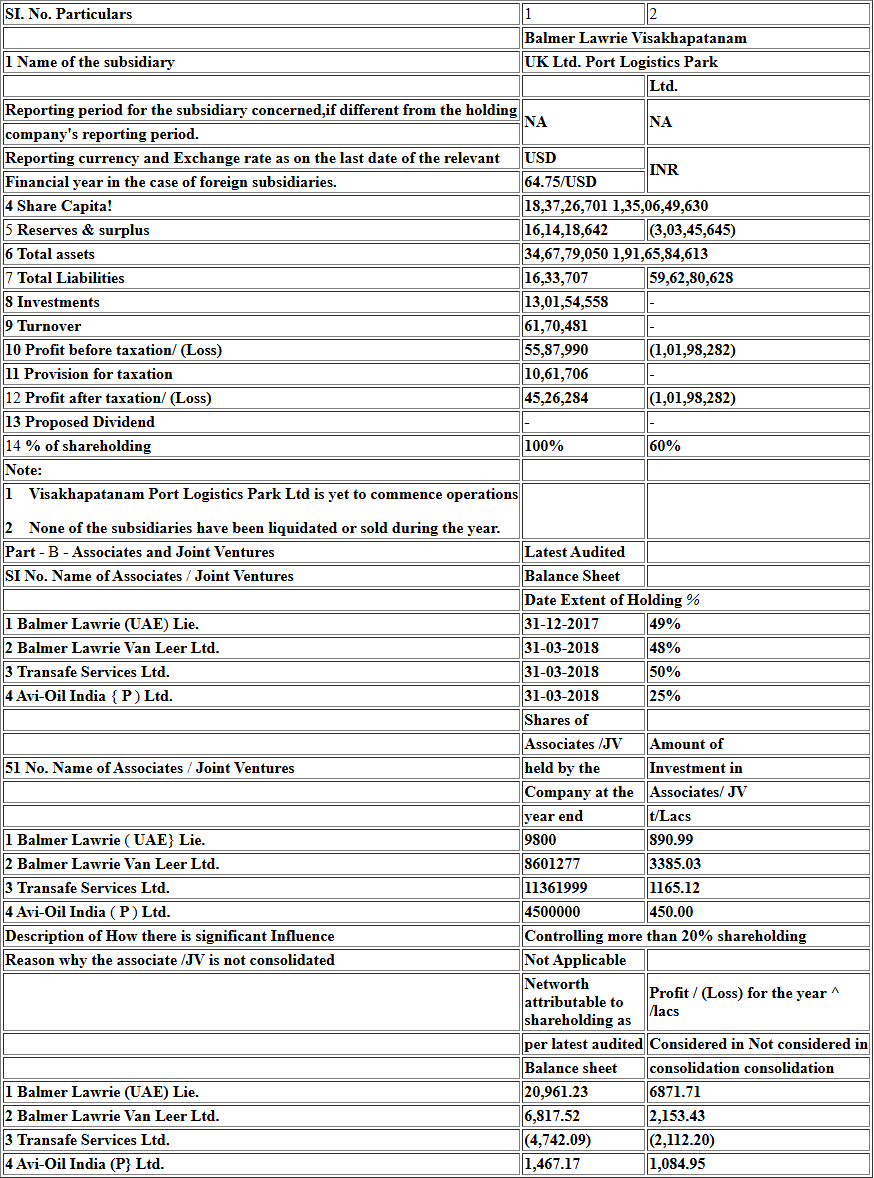 SI. No. Particulars 1 2
Balmer Lawrie Visakhapatanam
1 Name of the subsidiary UK Ltd. Port Logistics Park
Ltd.
Reporting period for the subsidiary concerned,if different from the holding NA NA
company's reporting period.
Reporting currency and Exchange rate as on the last date of the relevant USD INR
Financial year in the case of foreign subsidiaries. 64.75/USD
4 Share Capita! 18,37,26,701 1,35,06,49,630
5 Reserves & surplus 16,14,18,642 (3,03,45,645)
6 Total assets 34,67,79,050 1,91,65,84,613
7 Total Liabilities 16,33,707 59,62,80,628
8 Investments 13,01,54,558 -
9 Turnover 61,70,481 -
10 Profit before taxation/ (Loss) 55,87,990 (1,01,98,282)
11 Provision for taxation 10,61,706 -
12 Profit after taxation/ (Loss) 45,26,284 (1,01,98,282)
13 Proposed Dividend - -
14 % of shareholding 100% 60%
Note:
1 Visakhapatanam Port Logistics Park Ltd is yet to commence operations
2 None of the subsidiaries have been liquidated or sold during the year.
Part - B - Associates and Joint Ventures Latest Audited
SI No. Name of Associates / Joint Ventures Balance Sheet
Date Extent of Holding %
1 Balmer Lawrie (UAE) Lie. 31-12-2017 49%
2 Balmer Lawrie Van Leer Ltd. 31-03-2018 48%
3 Transafe Services Ltd. 31-03-2018 50%
4 Avi-Oil India { P ) Ltd. 31-03-2018 25%
Shares of
Associates /JV Amount of
51 No. Name of Associates / Joint Ventures held by the Investment in
Company at the Associates/ JV
year end t/Lacs
1 Balmer Lawrie ( UAE} Lie. 9800 890.99
2 Balmer Lawrie Van Leer Ltd. 8601277 3385.03
3 Transafe Services Ltd. 11361999 1165.12
4 Avi-Oil India ( P ) Ltd. 4500000 450.00
Description of How there is significant Influence Controlling more than 20% shareholding
Reason why the associate /JV is not consolidated Not Applicable
Networth
attributable to
shareholding as
Profit / (Loss) for the year ^
/lacs
per latest audited Considered in Not considered in
Balance sheet consolidation consolidation
1 Balmer Lawrie (UAE) Lie. 20,961.23 6871.71
2 Balmer Lawrie Van Leer Ltd. 6,817.52 2,153.43
3 Transafe Services Ltd. (4,742.09) (2,112.20)
4 Avi-Oil India (P} Ltd. 1,467.17 1,084.95